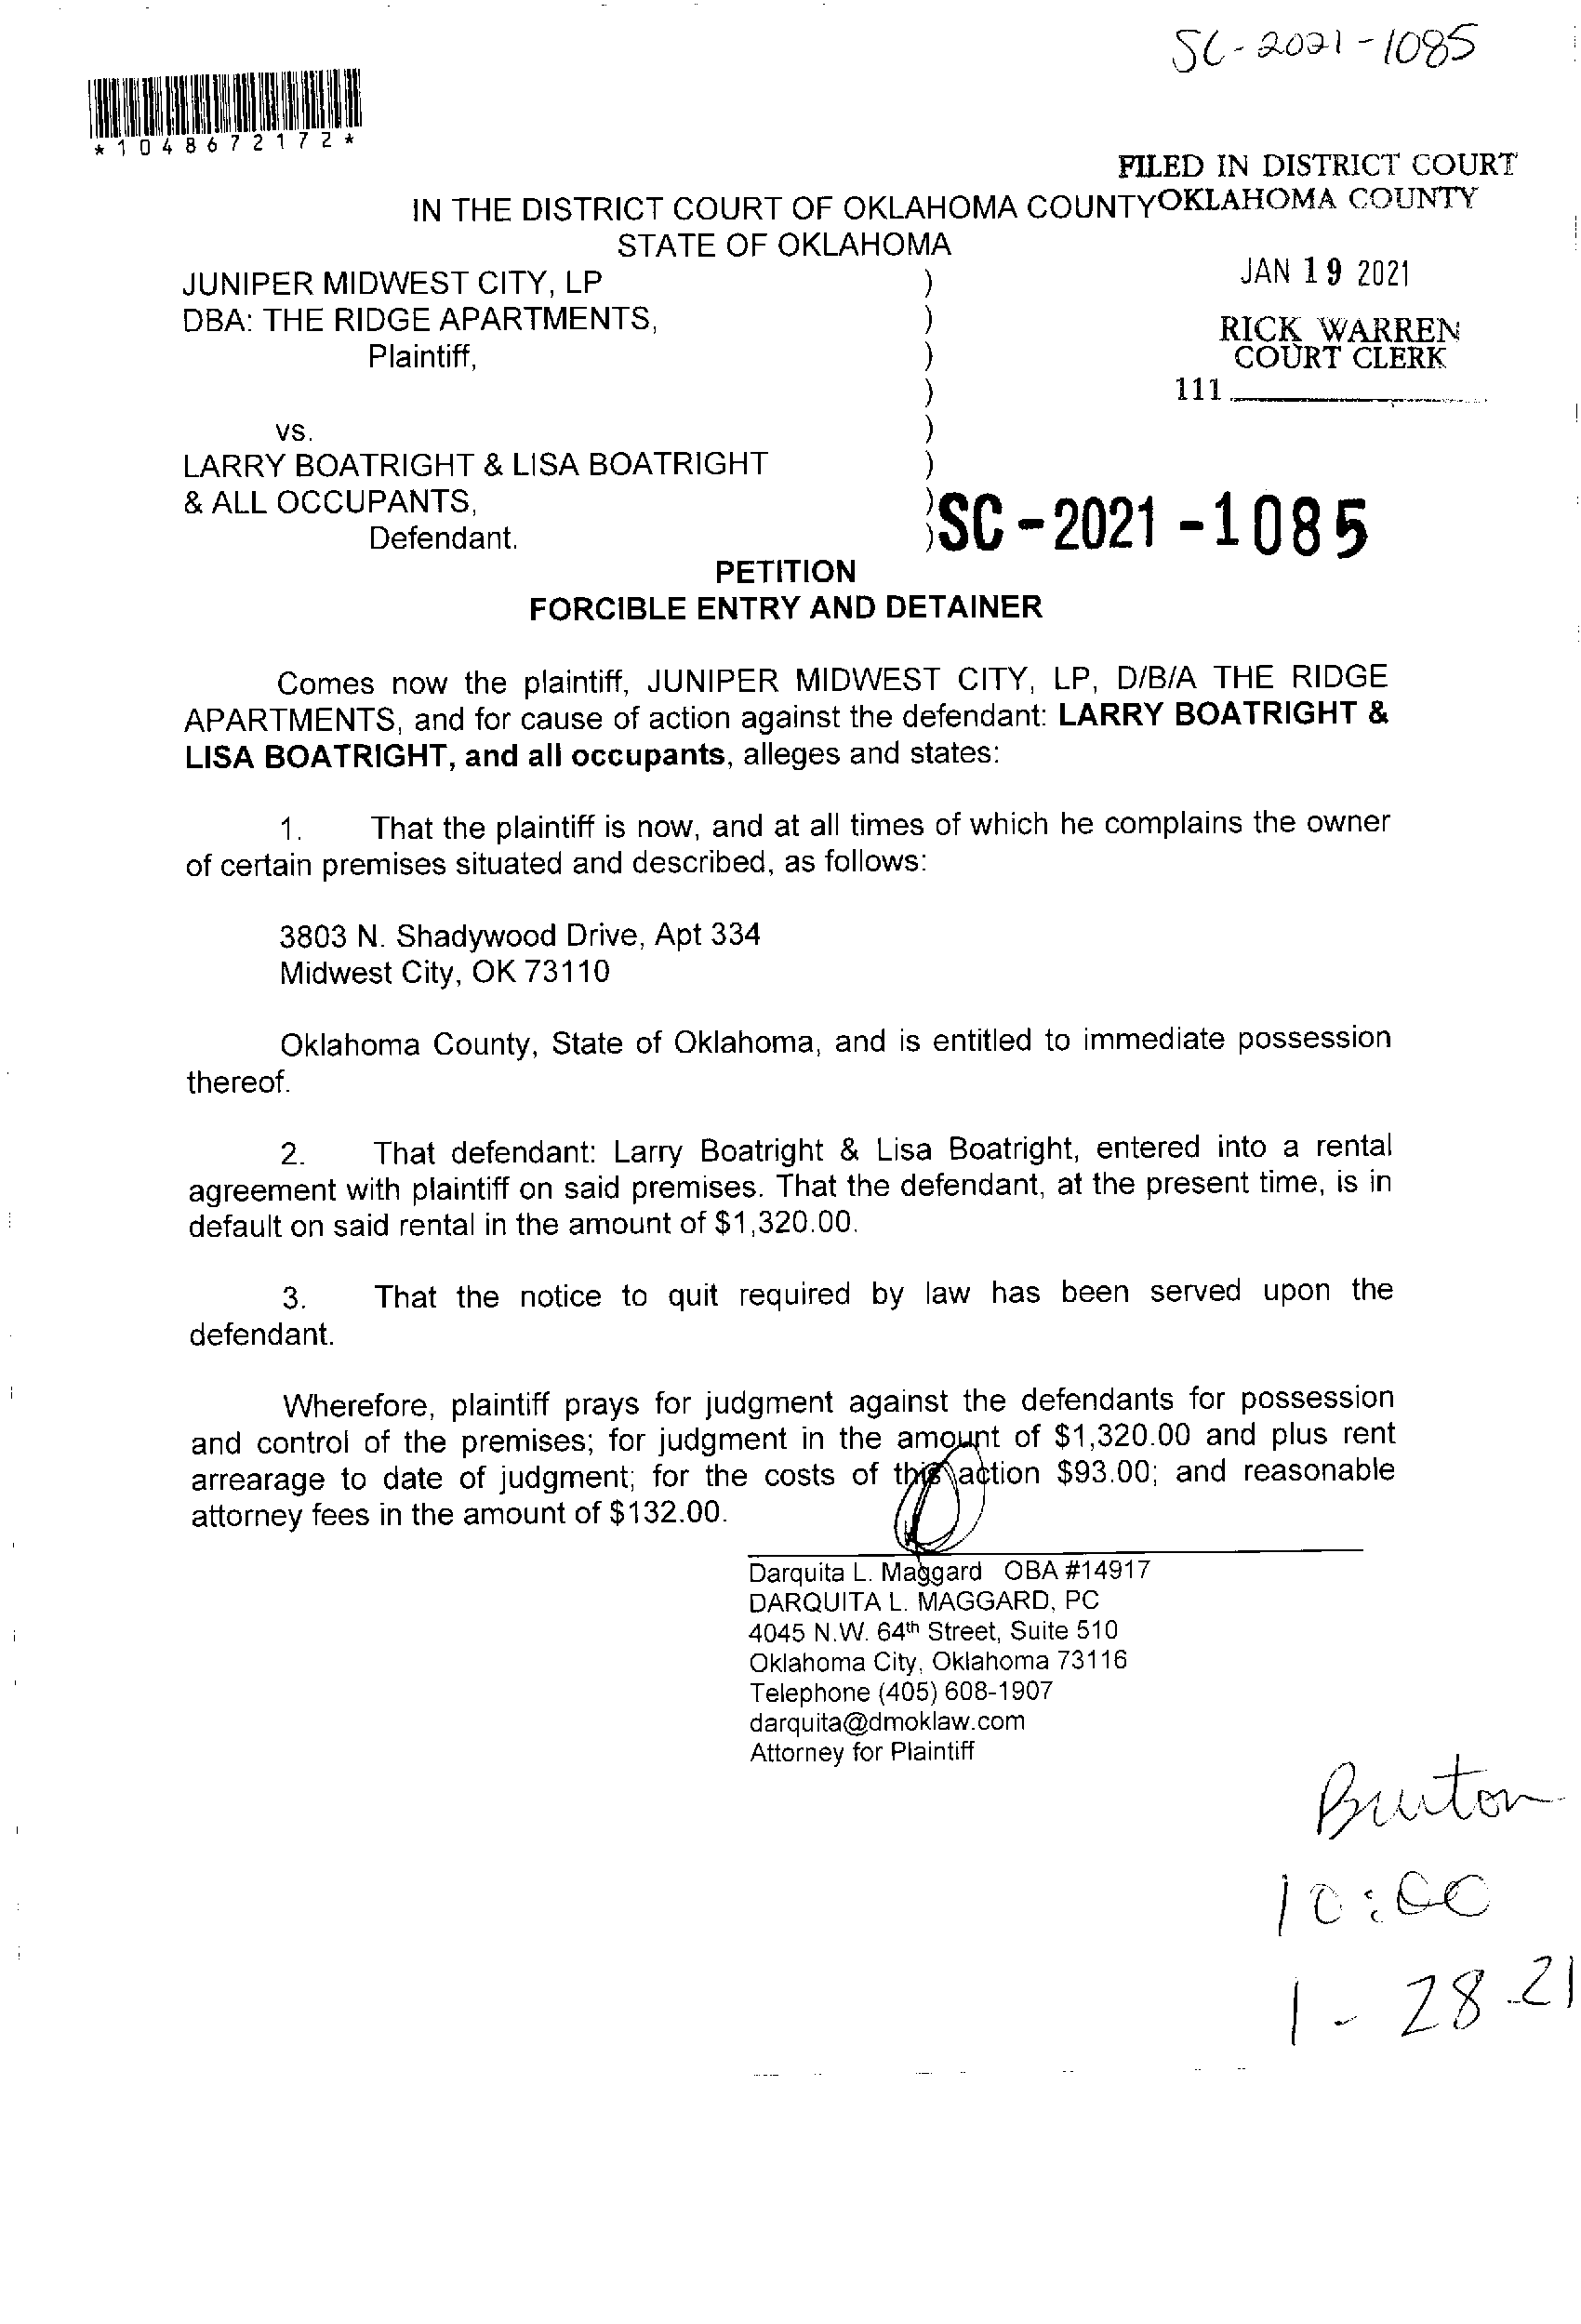 SC-2021-1085
*1048672172*
FILED IN DISTRICT COURT
OKLAHOMA COUNTY
IN THE DISTRICT COURT OF OKLAHOMA COUNTY
STATE OF OKLAHOMA
JAN 19 2021
RICK WARREN
COURT CLERK
111
JUNIPER MIDWEST CITY, LP )
DBA: THE RIDGE APARTMENTS, )
Plaintiff, )
)
vs. )
LARRY BOATRIGHT & LISA BOATRIGHT )
& ALL OCCUPANTS, )
Defendant. )
SC-2021-1085
PETITION
FORCIBLE ENTRY AND DETAINER
Comes now the plaintiff, JUNIPER MIDWEST CITY, LP, D/B/A THE RIDGE
APARTMENTS, and for cause of action against the defendant: LARRY BOATRIGHT &
LISA BOATRIGHT, and all occupants, alleges and states:
1. That the plaintiff is now, and at all times of which he complains the owner
of certain premises situated and described, as follows:
3803 N. Shadywood Drive, Apt 334
Midwest City, OK 73110
Oklahoma County, State of Oklahoma, and is entitled to immediate possession
thereof.
2. That defendant: Larry Boatright & Lisa Boatright, entered into a rental
agreement with plaintiff on said premises. That the defendant, at the present time, is in
default on said rental in the amount of $1,320.00.
3. That the notice to quit required by law has been served upon the
defendant.
Wherefore, plaintiff prays for judgment against the defendants for possession
and control of the premises; for judgment in the amount of $1,320.00 and plus rent
arrearage to date of judgment; for the costs of this action $93.00; and reasonable
attorney fees in the amount of $132.00.
Darquita L. Maggard OBA #14917
DARQUITA L. MAGGARD, PC
4045 N.W. 64th Street, Suite 510
Oklahoma City, Oklahoma 73116
Telephone (405) 608-1907
darquita@dmoklaw.com
Attorney for Plaintiff
10:00
1-28-21